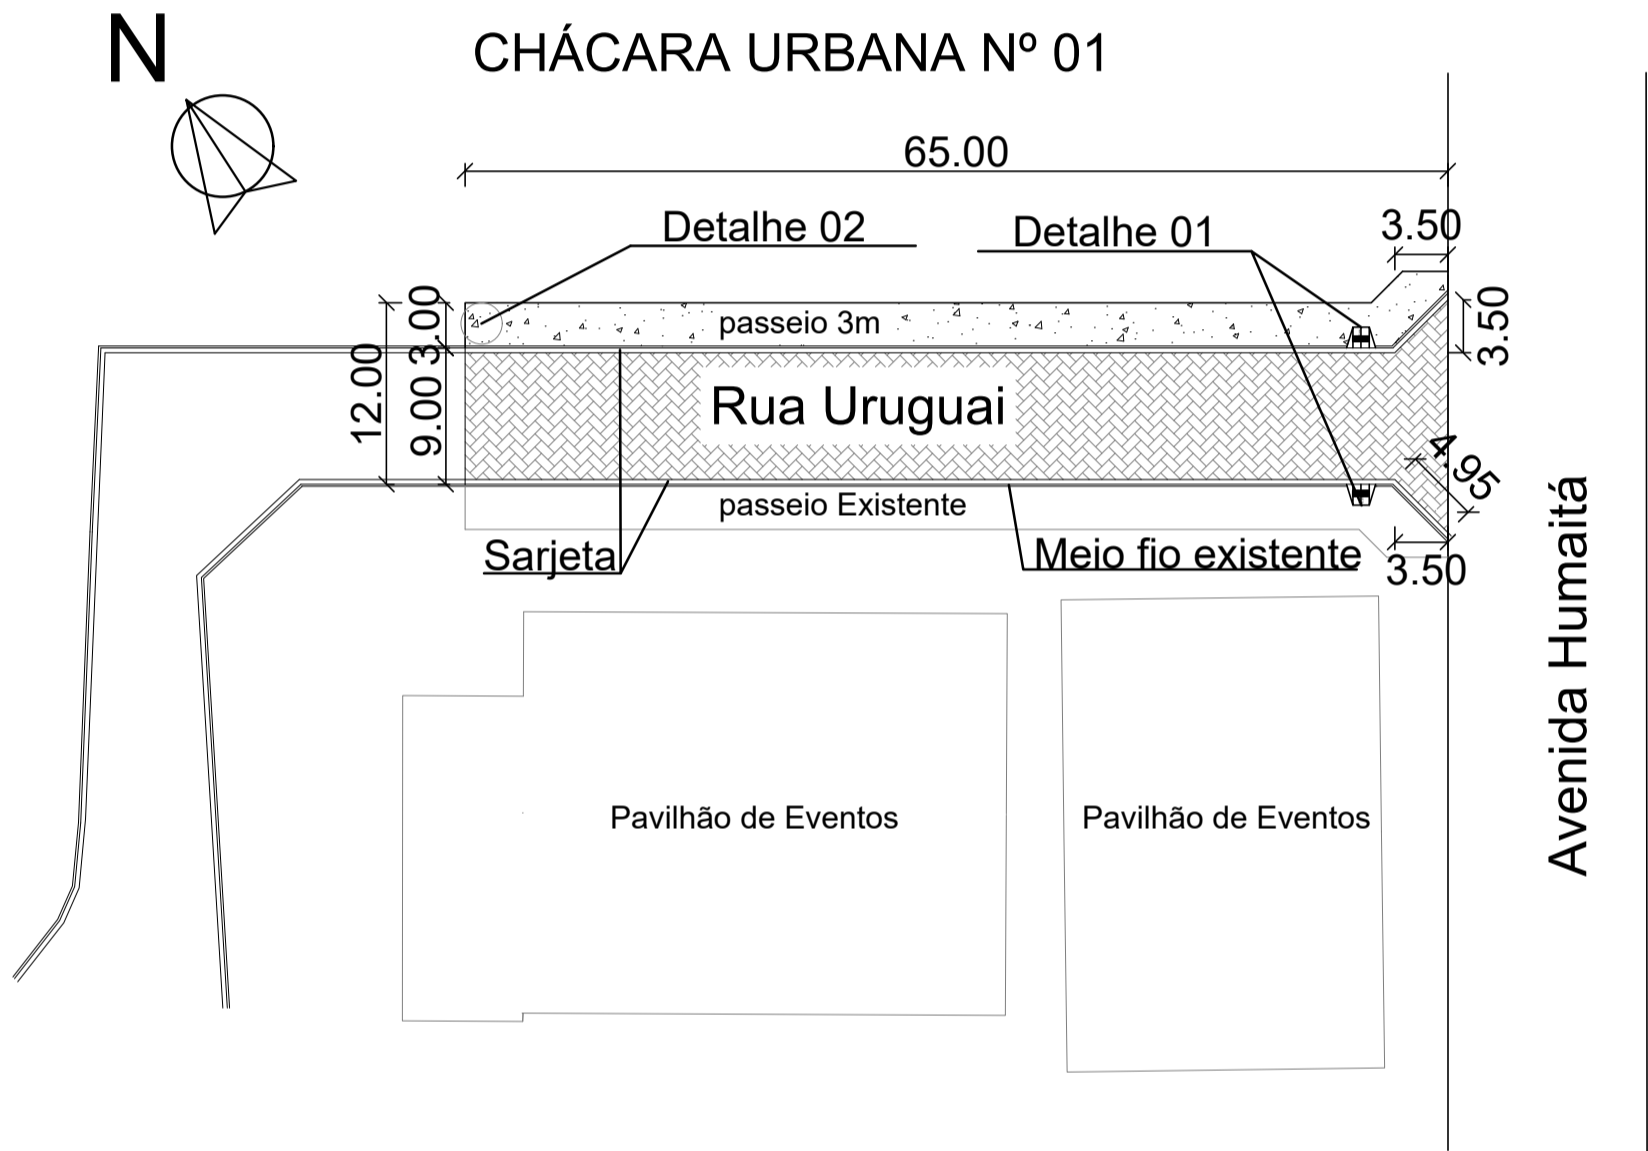 N
CHÁCARA URBANA Nº 01
65.00
Detalhe 02
Detalhe 01
3.50
3.50
3.00
passeio 3m
12.00
9.00
Rua Uruguai
4.95
passeio Existente
Sarjeta
Meio fio existente
3.50
Avenida Humaitá
Pavilhão de Eventos
Pavilhão de Eventos